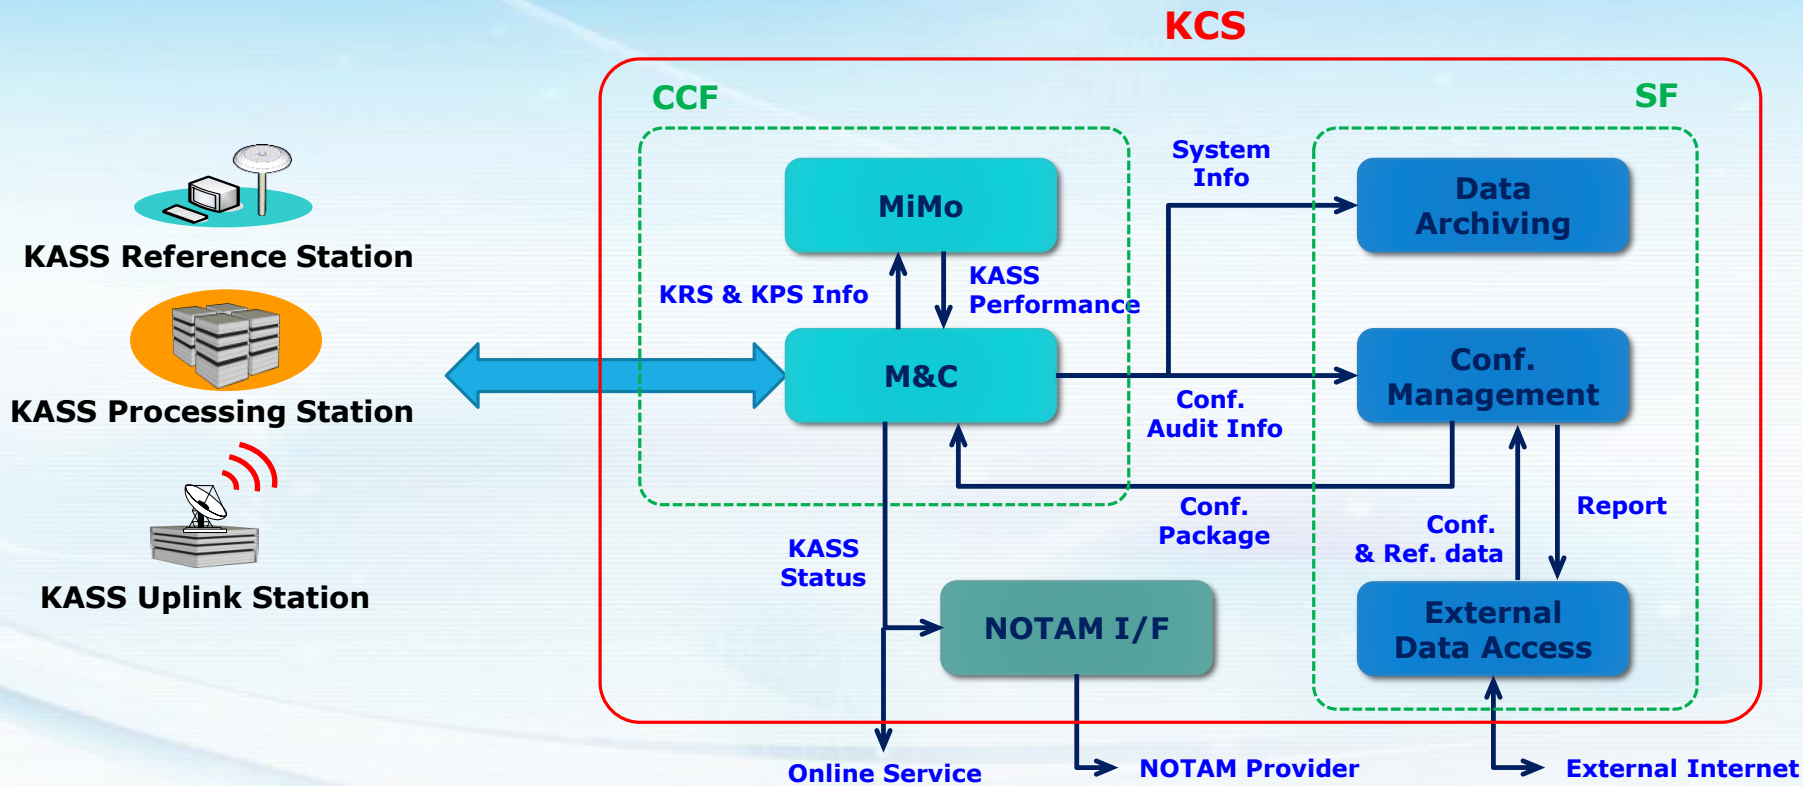 KCS
CCF
SF
KASS Reference Station
KASS Processing Station
KASS Uplink Station
MiMo
KRS & KPS Info
KASS
Performance
M&C
System
Info
Data
Archiving
Conf.
Audit Info
Conf.
Management
Conf.
Package
Conf.
& Ref. data
Report
KASS
Status
NOTAM I/F
External
Data Access
Online Service
NOTAM Provider
External Internet